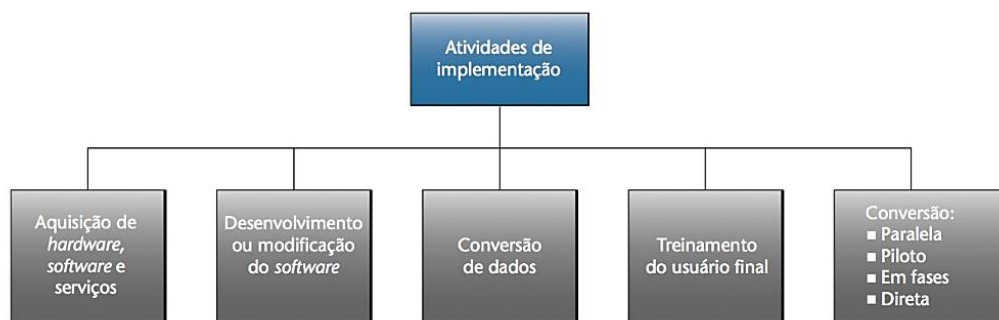 Atividades de
implementação
Aquisição de
hardware,
software e
serviços
Desenvolvimento
ou modificação
do software
Conversão
de dados
Treinamento
do usuário final
Conversão:
■ Paralela
■ Piloto
■ Em fases
■ Direta